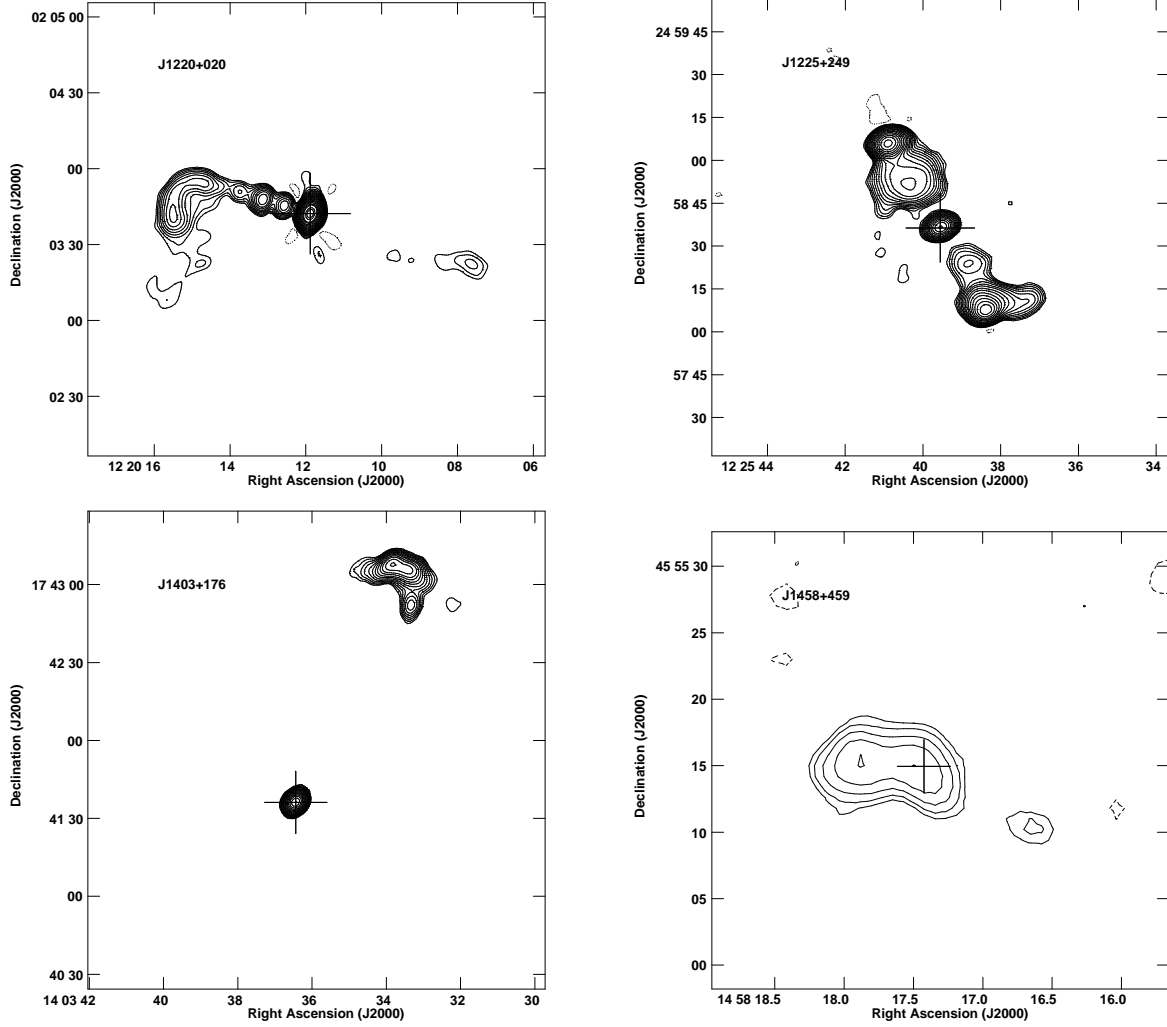 02 05 00
J1220+020
04 30
00
03 30
00
02 30
Declination (J2000)
12 20 16 14 12 10 08 06
Right Ascension (J2000)
24 59 45
J1225+249
30
15
00
58 45
30
15
00
57 45
30
Declination (J2000)
12 25 44 42 40 38 36 34
Right Ascension (J2000)
17 43 00
J1403+176
42 30
00
41 30
00
40 30
Declination (J2000)
14 03 42 40 38 36 34 32 30
Right Ascension (J2000)
45 55 30
J1458+459
25
20
15
10
05
00
Declination (J2000)
14 58 18.5 18.0 17.5 17.0 16.5 16.0
Right Ascension (J2000)